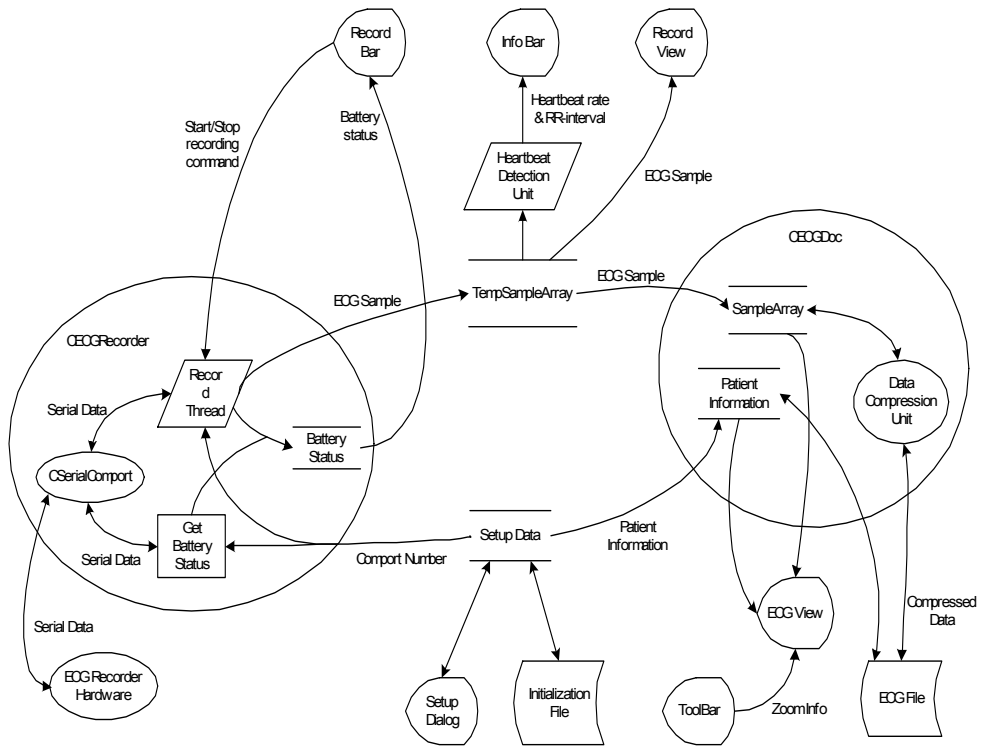 Record
Bar
Info Bar
Record
View
Start/Stop
recording
command
Battery
status
Heartbeat rate
& RR-interval
Heartbeat
Detection
Unit
ECG Sample
CECGDoc
TempSampleArray
ECG Sample
ECG Sample
SampleArray
CECGRecorder
Recor
d
Thread
Serial Data
Battery
Status
Patient
Information
Data
Compression
Unit
CSerialComport
Get
Battery
Status
Serial Data
Comport Number
Setup Data
Patient
Information
Serial Data
ECG View
Compressed
Data
ECG Recorder
Hardware
Setup
Dialog
Initialization
File
ToolBar
ZoomInfo
ECG File